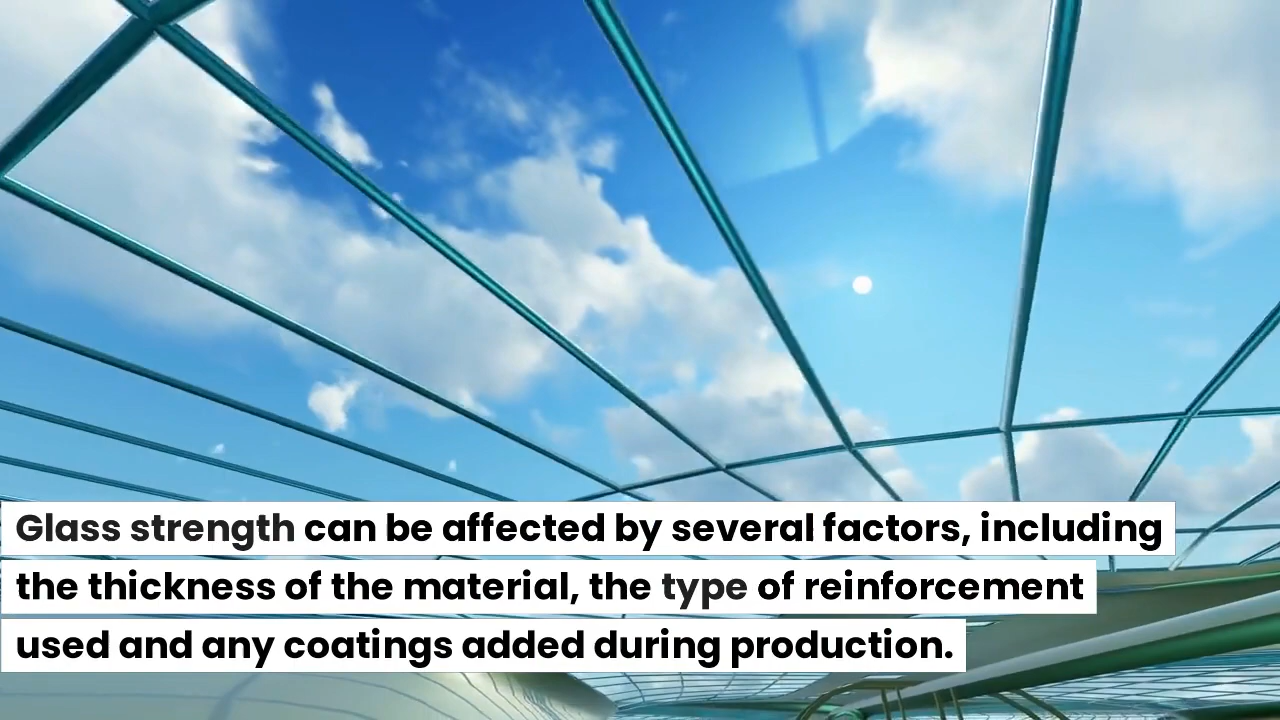 Glass strength can be affected by several factors, including
the thickness of the material, the type of reinforcement
used and any coatings added during production.